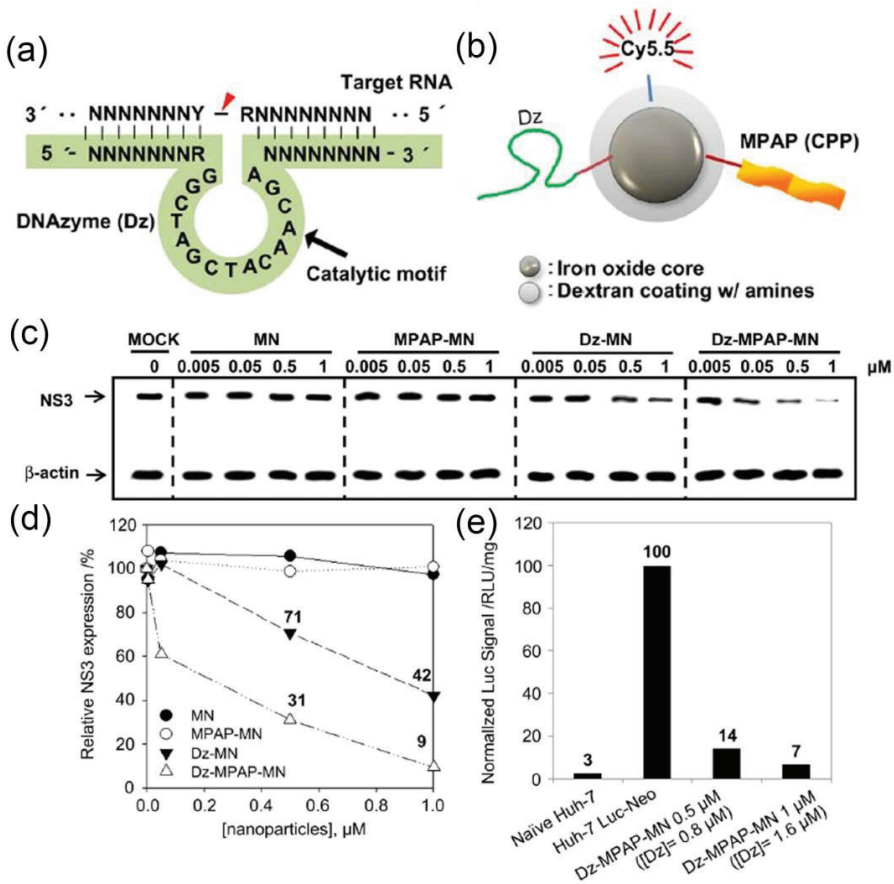 (a)
Target RNA
3´ ·· NNNNNNNY – RNNNNNNNNN ·· 5´
5´- NNNNNNNR NNNNNNNN - 3´
GGCTAGCTACAACGA
DNAzyme (Dz)
Catalytic motif
(b)
Cy5.5
Dz
MPAP (CPP)
: Iron oxide core
: Dextran coating w/ amines
(c)
MOCK MN MPAP-MN Dz-MN Dz-MPAP-MN
0 0.005 0.05 0.5 1 0.005 0.05 0.5 1 0.005 0.05 0.5 1 0.005 0.05 0.5 1 μM
NS3
β-actin
(d)
Relative NS3 expression /%
120
100
80
60
40
20
0
71
42
31
9
MN
MPAP-MN
Dz-MN
Dz-MPAP-MN
0.0 0.2 0.4 0.6 0.8 1.0
[nanoparticles], μM
(e)
Normalized Luc Signal /RLU/mg
120
100
80
60
40
20
0
3
100
14
7
Naïve Huh-7
Huh-7 Luc-Neo
Dz-MPAP-MN 0.5 μM
([Dz]= 0.8 μM)
Dz-MPAP-MN 1 μM
([Dz]= 1.6 μM)